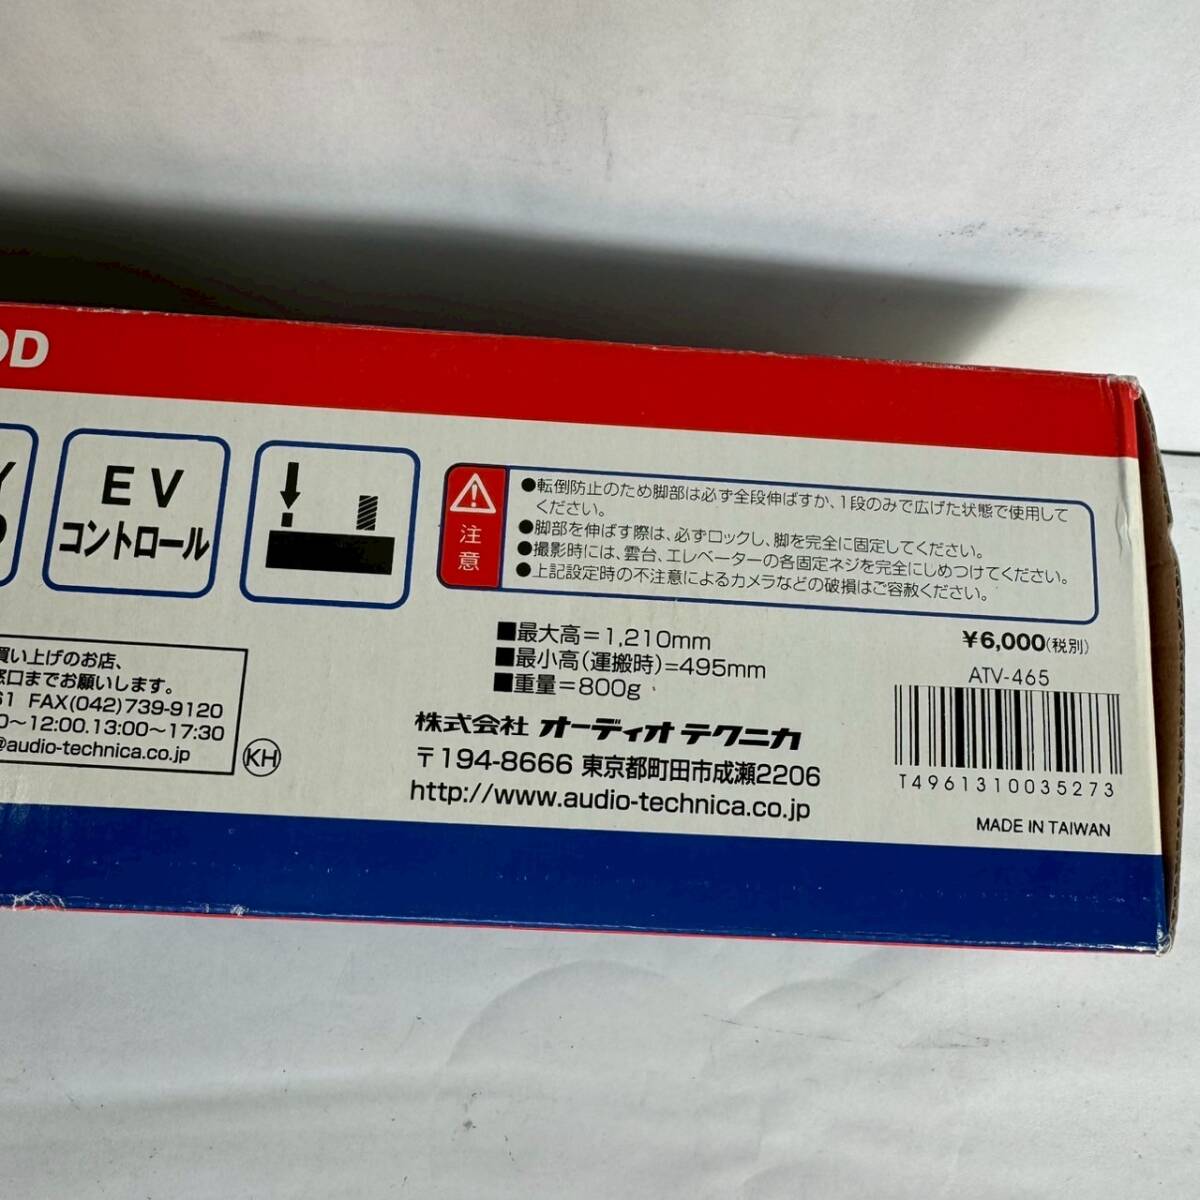 OD
Y
EV
コントロール
注意
●転倒防止のため脚部は必ず全段伸ばすか、1段のみで広げた状態で使用して
ください。
●脚部を伸ばす際は、必ずロックし、脚を完全に固定してください。
●撮影時には、雲台、エレベーターの各固定ネジを完全にしめつけてください。
●上記設定時の不注意によるカメラなどの破損はご容赦ください。
■最大高=1,210mm
■最小高(運搬時)=495mm
■重量=800g
¥6,000(税別)
ATV-465
T4961310035273
MADE IN TAIWAN
株式会社 オーディオテクニカ
〒194-8666 東京都町田市成瀬2206
http://www.audio-technica.co.jp
買い上げのお店、
窓口までお願いします。
61 FAX(042)739-9120
0〜12:00.13:00〜17:30
@audio-technica.co.jp
KH